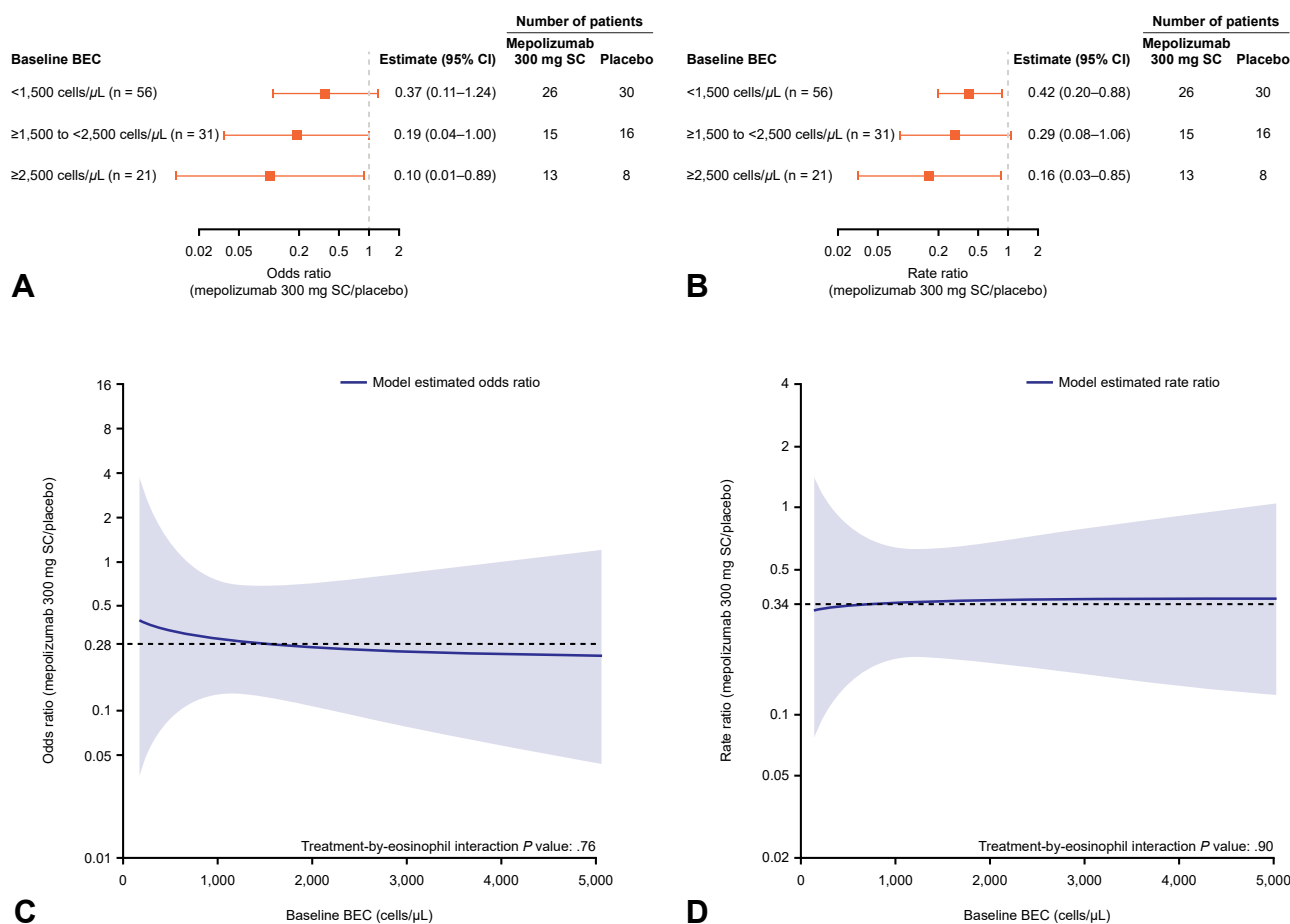 Number of patients
Baseline BEC Estimate (95% CI) Mepolizumab 300 mg SC Placebo
<1,500 cells/µL (n = 56) 0.37 (0.11–1.24) 26 30
≥1,500 to <2,500 cells/µL (n = 31) 0.19 (0.04–1.00) 15 16
≥2,500 cells/µL (n = 21) 0.10 (0.01–0.89) 13 8
0.02 0.05 0.2 0.5 1 2
Odds ratio
(mepolizumab 300 mg SC/placebo)
A
Number of patients
Baseline BEC Estimate (95% CI) Mepolizumab 300 mg SC Placebo
<1,500 cells/µL (n = 56) 0.42 (0.20–0.88) 26 30
≥1,500 to <2,500 cells/µL (n = 31) 0.29 (0.08–1.06) 15 16
≥2,500 cells/µL (n = 21) 0.16 (0.03–0.85) 13 8
0.02 0.05 0.2 0.5 1 2
Rate ratio
(mepolizumab 300 mg SC/placebo)
B
Model estimated odds ratio
Odds ratio (mepolizumab 300 mg SC/placebo)
16
8
4
2
1
0.5
0.28
0.1
0.05
0.01
Treatment-by-eosinophil interaction P value: .76
0 1,000 2,000 3,000 4,000 5,000
Baseline BEC (cells/µL)
C
Model estimated rate ratio
Rate ratio (mepolizumab 300 mg SC/placebo)
4
2
1
0.5
0.34
0.1
0.05
0.02
Treatment-by-eosinophil interaction P value: .90
0 1,000 2,000 3,000 4,000 5,000
Baseline BEC (cells/µL)
D